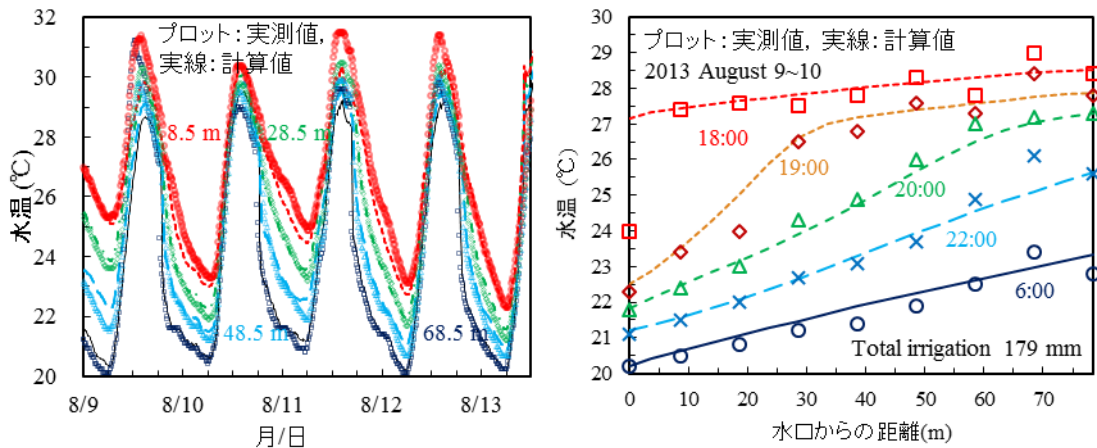 プロット：実測値,
実線：計算値
8.5 m
28.5 m
48.5 m
68.5 m
水温(℃)
32
30
28
26
24
22
20
8/9
8/10
8/11
8/12
8/13
月/日
プロット：実測値, 実線：計算値
2013 August 9~10
18:00
19:00
20:00
22:00
6:00
Total irrigation 179 mm
水温 (℃)
30
29
28
27
26
25
24
23
22
21
20
0
10
20
30
40
50
60
70
水口からの距離(m)